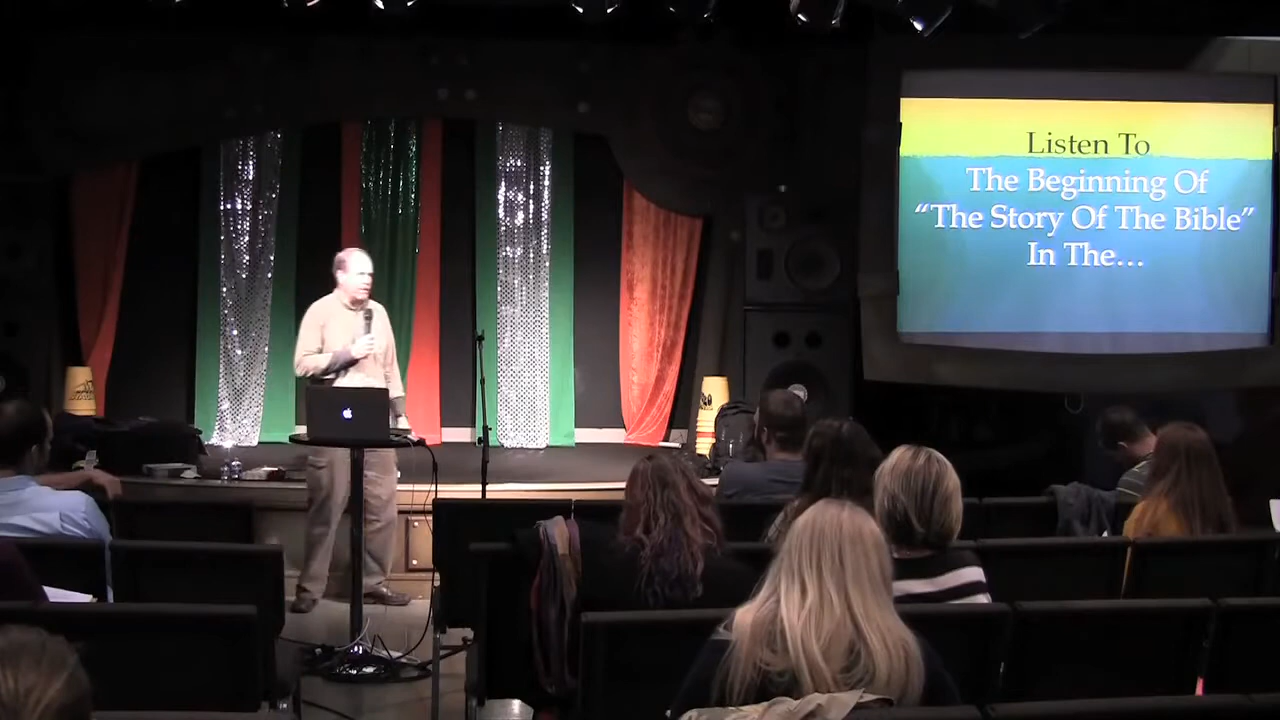 Listen To
The Beginning Of
“The Story Of The Bible”
In The…